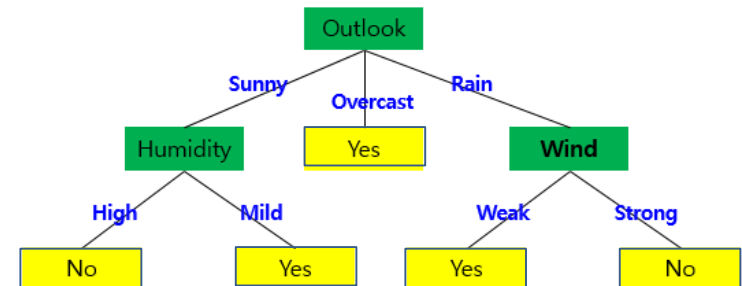 Outlook
Sunny
Overcast
Rain
Humidity
Yes
Wind
High
Mild
Weak
Strong
No
Yes
Yes
No